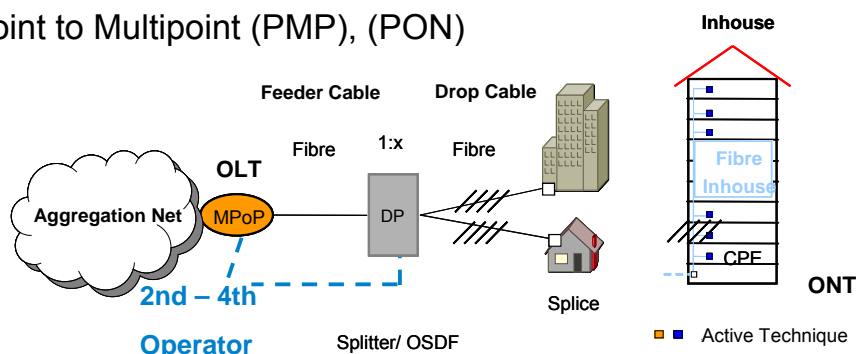 oint to Multipoint (PMP), (PON)
Inhouse
Feeder Cable
Drop Cable
Fibre
1:x
Fibre
OLT
Aggregation Net
MPoP
DP
Fibre
Inhouse
CPE
2nd – 4th
Operator
Splitter/ OSDF
Splice
ONT
Active Technique